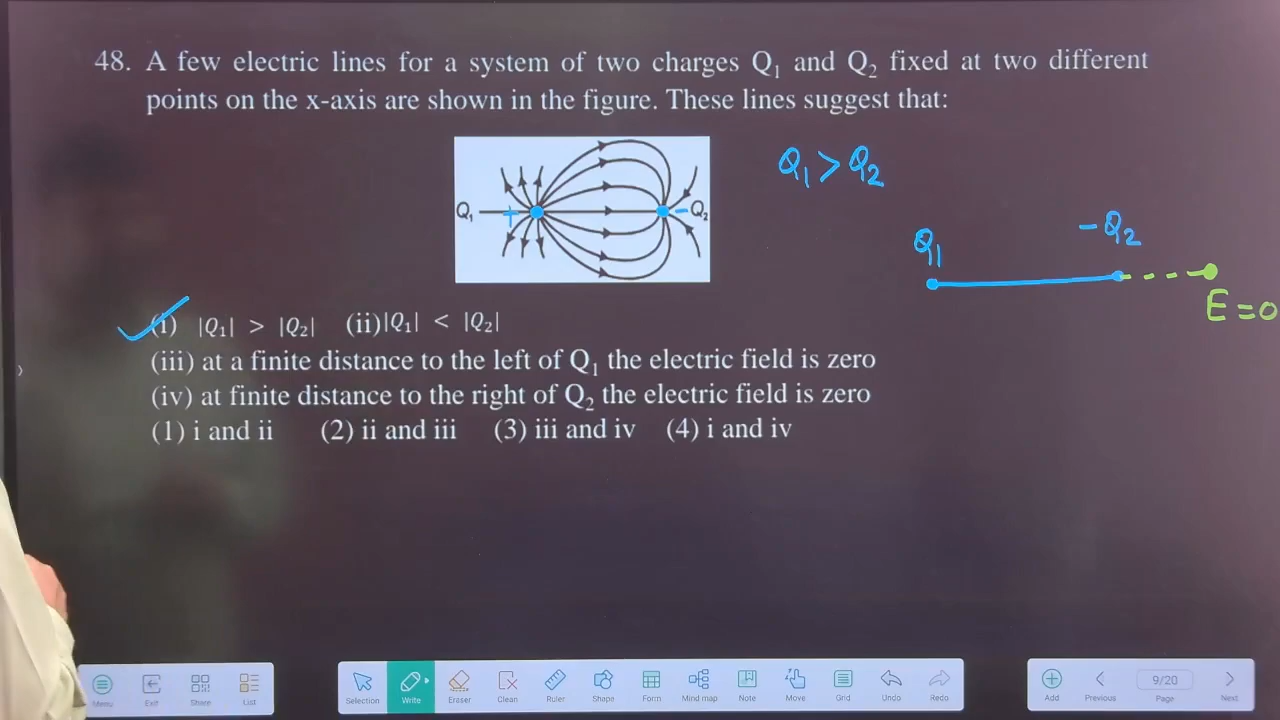 48. A few electric lines for a system of two charges Q₁ and Q₂ fixed at two different
points on the x-axis are shown in the figure. These lines suggest that:
Q₁ + - Q₂
Q₁ > Q₂
Q₁ -Q₂
E = 0
(i) |Q₁| > |Q₂| (ii)|Q₁| < |Q₂|
(iii) at a finite distance to the left of Q₁ the electric field is zero
(iv) at finite distance to the right of Q₂ the electric field is zero
(1) i and ii (2) ii and iii (3) iii and iv (4) i and iv
Menu Exit Share List Selection Write Eraser Clean Ruler Shape Form Mind map Note Move Grid Undo Redo Add Previous 9/20 Page Next